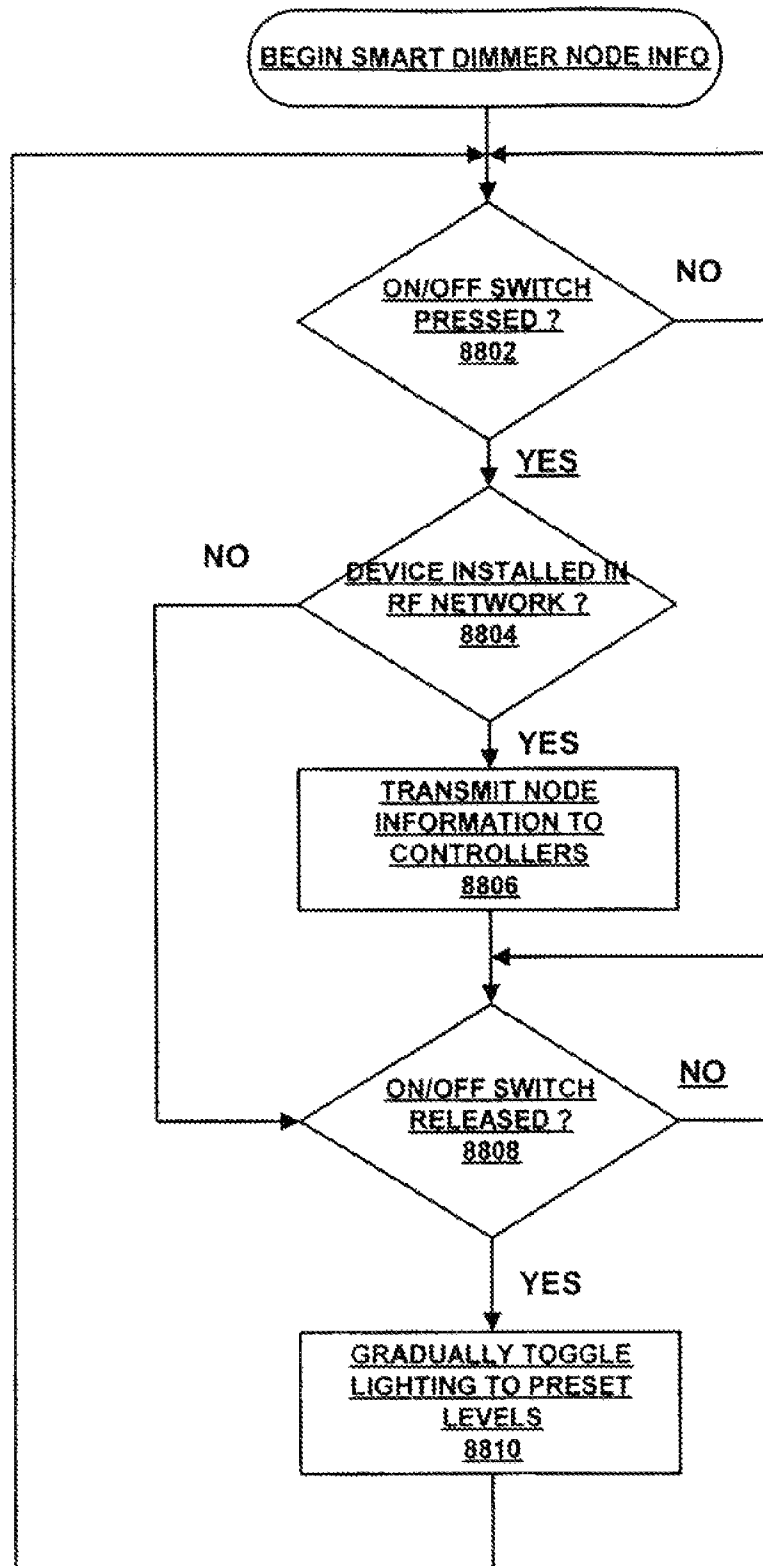 BEGIN SMART DIMMER NODE INFO
ON/OFF SWITCH
PRESSED ?
8802
NO
YES
NO
DEVICE INSTALLED IN
RF NETWORK ?
8804
YES
TRANSMIT NODE
INFORMATION TO
CONTROLLERS
8806
ON/OFF SWITCH
RELEASED ?
8808
NO
YES
GRADUALLY TOGGLE
LIGHTING TO PRESET
LEVELS
8810